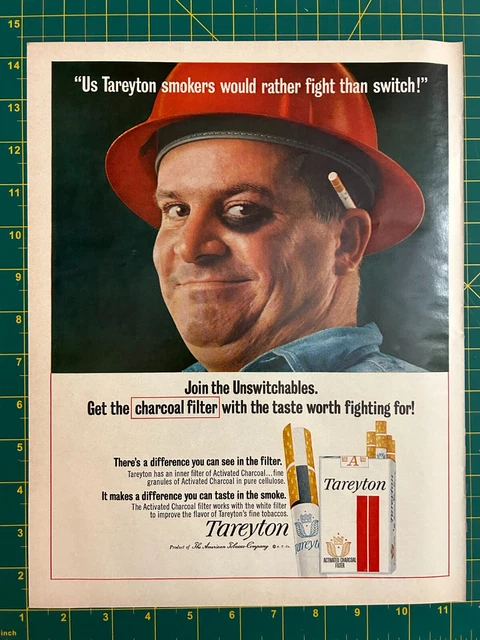 “Us Tareyton smokers would rather fight than switch!”
Join the Unswitchables.
Get the charcoal filter with the taste worth fighting for!
There's a difference you can see in the filter.
Tareyton has an inner filter of Activated Charcoal...fine
granules of Activated Charcoal in pure cellulose.
It makes a difference you can taste in the smoke.
The Activated Charcoal filter works with the white filter
to improve the flavor of Tareyton's fine tobaccos.
Tareyton
Product of The American Tobacco Company © A. T. Co.
Tareyton
A
Tareyton
ACTIVATED CHARCOAL
FILTER
15
14
13
12
11
10
9
8
7
6
5
4
3
2
inch
1
2
3
4
5
6
7
8
9
10
11